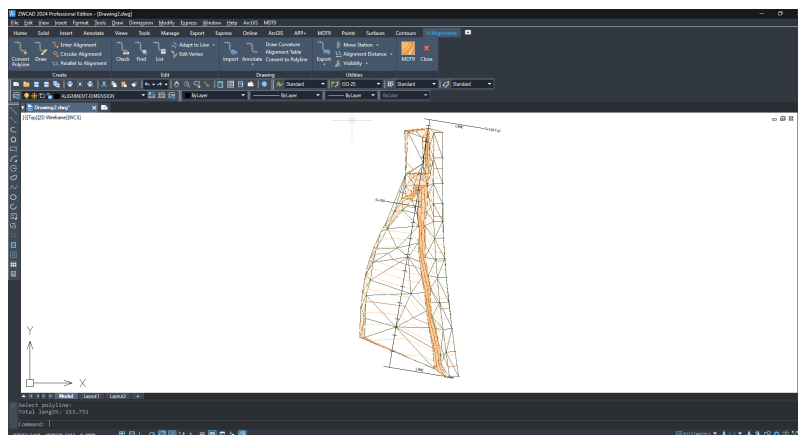 ZWCAD 2024 Professional Edition - [Drawing2.dwg]
File Edit View Insert Format Tools Draw Dimension Modify Express Window Help ArcGIS MDT9
Home Solid Insert Annotate Views Tools Manage Export Express Online ArcGIS APP+ MDT9 Points Surfaces Contours H.Alignments
Enter Alignment Adapt to Line Draw Curvature Move Station
Circular Alignment Edit Vertex Alignment Table Alignment Distance
Parallel to Alignment Convert to Polyline Visibility
Convert Polyline Draw Check Find List Import Annotate Export MDT9 Close
Create Edit Drawing Utilities
Standard ISO-25 Standard Standard
ALIGNMENT-DIMENSION ByLayer ByLayer ByLayer ByColor
Drawing2.dwg*
[-][Top][2D Wireframe][WCS]
LINE
LINE
Y
X
Model Layout1 Layout2 +
Select polyline:
Total length: 153.753
Command:
Millimeters